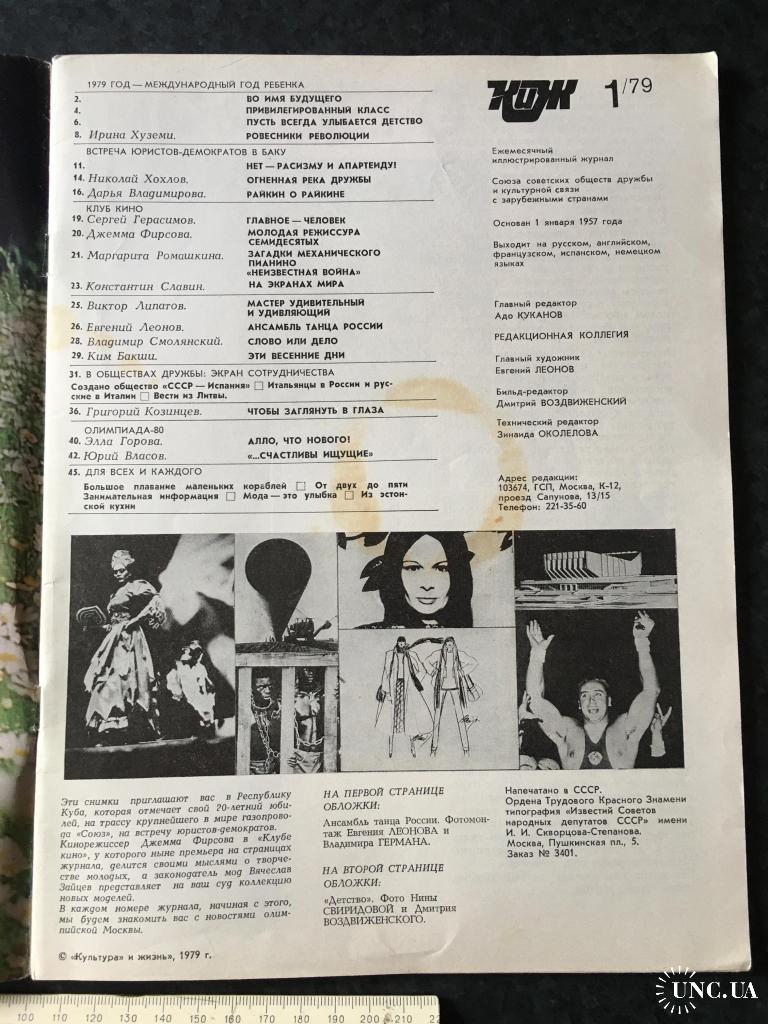 1979 ГОД — МЕЖДУНАРОДНЫЙ ГОД РЕБЕНКА
2. ВО ИМЯ БУДУЩЕГО
4. ПРИВИЛЕГИРОВАННЫЙ КЛАСС
6. ПУСТЬ ВСЕГДА УЛЫБАЕТСЯ ДЕТСТВО
8. Ирина Хуземи. РОВЕСНИКИ РЕВОЛЮЦИИ
ВСТРЕЧА ЮРИСТОВ-ДЕМОКРАТОВ В БАКУ
11. НЕТ — РАСИЗМУ И АПАРТЕИДУ!
14. Николай Хохлов. ОГНЕННАЯ РЕКА ДРУЖБЫ
16. Дарья Владимирова. РАЙКИН О РАЙКИНЕ
КЛУБ КИНО
19. Сергей Герасимов. ГЛАВНОЕ — ЧЕЛОВЕК
20. Джемма Фирсова. МОЛОДАЯ РЕЖИССУРА
СЕМИДЕСЯТЫХ
21. Маргарита Ромашкина. ЗАГАДКИ МЕХАНИЧЕСКОГО
ПИАНИНО
«НЕИЗВЕСТНАЯ ВОЙНА»
23. Константин Славин. НА ЭКРАНАХ МИРА
25. Виктор Липатов. МАСТЕР УДИВИТЕЛЬНЫЙ
И УДИВЛЯЮЩИЙ
26. Евгений Леонов. АНСАМБЛЬ ТАНЦА РОССИИ
28. Владимир Смолянский. СЛОВО ИЛИ ДЕЛО
29. Ким Бакши. ЭТИ ВЕСЕННИЕ ДНИ
31. В ОБЩЕСТВАХ ДРУЖБЫ: ЭКРАН СОТРУДНИЧЕСТВА
Создано общество «СССР — Испания» □ Итальянцы в России и рус-
ские в Италии □ Вести из Литвы.
36. Григорий Козинцев. ЧТОБЫ ЗАГЛЯНУТЬ В ГЛАЗА
ОЛИМПИАДА-80
40. Элла Горова. АЛЛО, ЧТО НОВОГО!
42. Юрий Власов. «...СЧАСТЛИВЫ ИЩУЩИЕ»
45. ДЛЯ ВСЕХ И КАЖДОГО
Большое плавание маленьких кораблей □ От двух до пяти
Занимательная информация □ Мода — это улыбка □ Из эстон-
ской кухни
КиЖ 1/79
Ежемесячный
иллюстрированный журнал
Союза советских обществ дружбы
и культурной связи
с зарубежными странами
Основан 1 января 1957 года
Выходит на русском, английском,
французском, испанском, немецком
языках
Главный редактор
Адо КУКАНОВ
РЕДАКЦИОННАЯ КОЛЛЕГИЯ
Главный художник
Евгений ЛЕОНОВ
Бильд-редактор
Дмитрий ВОЗДВИЖЕНСКИЙ
Технический редактор
Зинаида ОКОЛЕЛОВА
Адрес редакции:
103674, ГСП, Москва, К-12,
проезд Сапунова, 13/15
Телефон: 221-35-60
Эти снимки приглашают вас в Республику
Куба, которая отмечает свой 20-летний юби-
лей, на трассу крупнейшего в мире газопрово-
да «Союз», на встречу юристов-демократов.
Кинорежиссер Джемма Фирсова в «Клубе
кино», у которого ныне премьера на страницах
журнала, делится своими мыслями о творче-
стве молодых, а законодатель мод Вячеслав
Зайцев представляет на ваш суд коллекцию
новых моделей.
В каждом номере журнала, начиная с этого,
мы будем знакомить вас с новостями олим-
пийской Москвы.
© «Культура» и жизнь», 1979 г.
НА ПЕРВОЙ СТРАНИЦЕ
ОБЛОЖКИ:
Ансамбль танца России. Фотомон-
таж Евгения ЛЕОНОВА и
Владимира ГЕРМАНА.
НА ВТОРОЙ СТРАНИЦЕ
ОБЛОЖКИ:
«Детство». Фото Нины
СВИРИДОВОЙ и Дмитрия
ВОЗДВИЖЕНСКОГО.
Напечатано в СССР.
Ордена Трудового Красного Знамени
типография «Известий Советов
народных депутатов СССР» имени
И. И. Скворцова-Степанова.
Москва, Пушкинская пл., 5.
Заказ № 3401.
100 110 120 130 140 150 160 170 180 190 200 210
UNC.UA